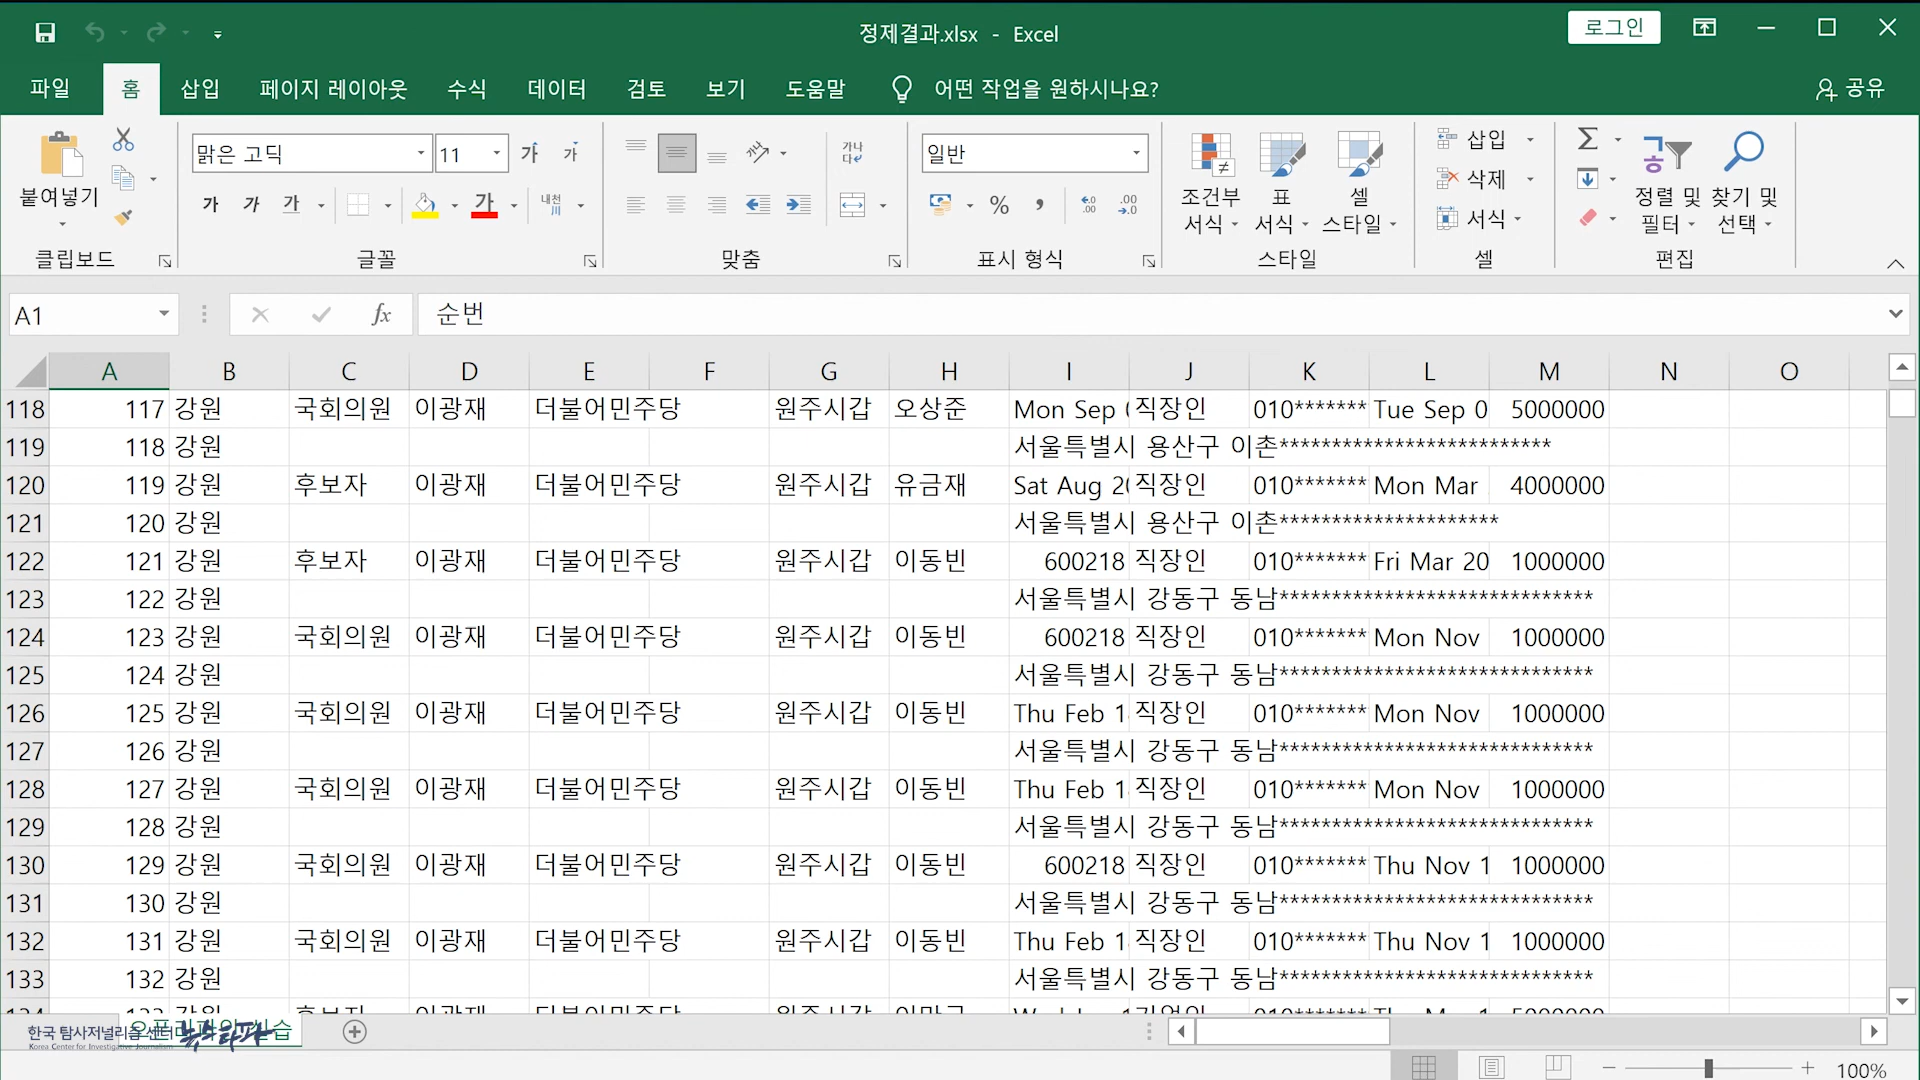 정제결과.xlsx - Excel
로그인
파일 홈 삽입 페이지 레이아웃 수식 데이터 검토 보기 도움말 어떤 작업을 원하시나요? 공유
붙여넣기
클립보드
맑은 고딕 11 가 가
가 가 가 가 내천
글꼴
가나
다
맞춤
일반
% ,
표시 형식
조건부 서식
표 서식
셀 스타일
스타일
삽입
삭제
서식
셀
정렬 및 필터
찾기 및 선택
편집
A1 fx 순번
A B C D E F G H I J K L M N O
118 117 강원 국회의원 이광재 더불어민주당 원주시갑 오상준 Mon Sep 직장인 010******* Tue Sep 0 5000000
119 118 강원 서울특별시 용산구 이촌**************************
120 119 강원 후보자 이광재 더불어민주당 원주시갑 유금재 Sat Aug 2 직장인 010******* Mon Mar 4000000
121 120 강원 서울특별시 용산구 이촌*********************
122 121 강원 후보자 이광재 더불어민주당 원주시갑 이동빈 600218 직장인 010******* Fri Mar 20 1000000
123 122 강원 서울특별시 강동구 동남******************************
124 123 강원 국회의원 이광재 더불어민주당 원주시갑 이동빈 600218 직장인 010******* Mon Nov 1000000
125 124 강원 서울특별시 강동구 동남******************************
126 125 강원 국회의원 이광재 더불어민주당 원주시갑 이동빈 Thu Feb 1 직장인 010******* Mon Nov 1000000
127 126 강원 서울특별시 강동구 동남******************************
128 127 강원 국회의원 이광재 더불어민주당 원주시갑 이동빈 Thu Feb 1 직장인 010******* Mon Nov 1000000
129 128 강원 서울특별시 강동구 동남******************************
130 129 강원 국회의원 이광재 더불어민주당 원주시갑 이동빈 600218 직장인 010******* Thu Nov 1 1000000
131 130 강원 서울특별시 강동구 동남******************************
132 131 강원 국회의원 이광재 더불어민주당 원주시갑 이동빈 Thu Feb 1 직장인 010******* Thu Nov 1 1000000
133 132 강원 서울특별시 강동구 동남******************************
한국 탐사저널리즘 센터 뉴스타파
Korea Center for Investigative Journalism
100%